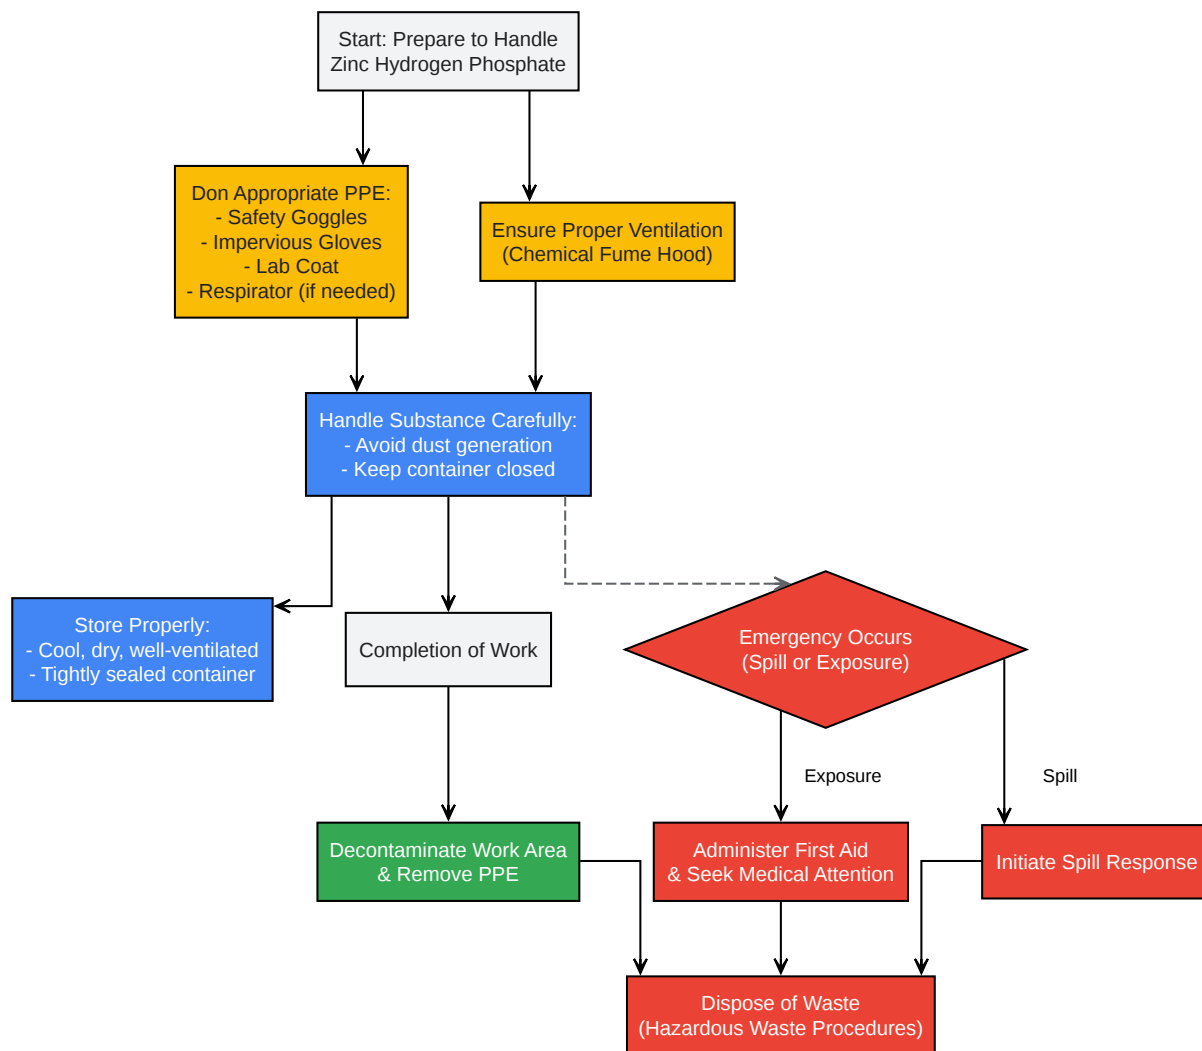 Start: Prepare to Handle
Zinc Hydrogen Phosphate
Don Appropriate PPE:
- Safety Goggles
- Impervious Gloves
- Lab Coat
- Respirator (if needed)
Ensure Proper Ventilation
(Chemical Fume Hood)
Handle Substance Carefully:
- Avoid dust generation
- Keep container closed
Store Properly:
- Cool, dry, well-ventilated
- Tightly sealed container
Completion of Work
Emergency Occurs
(Spill or Exposure)
Exposure
Spill
Decontaminate Work Area
& Remove PPE
Administer First Aid
& Seek Medical Attention
Initiate Spill Response
Dispose of Waste
(Hazardous Waste Procedures)